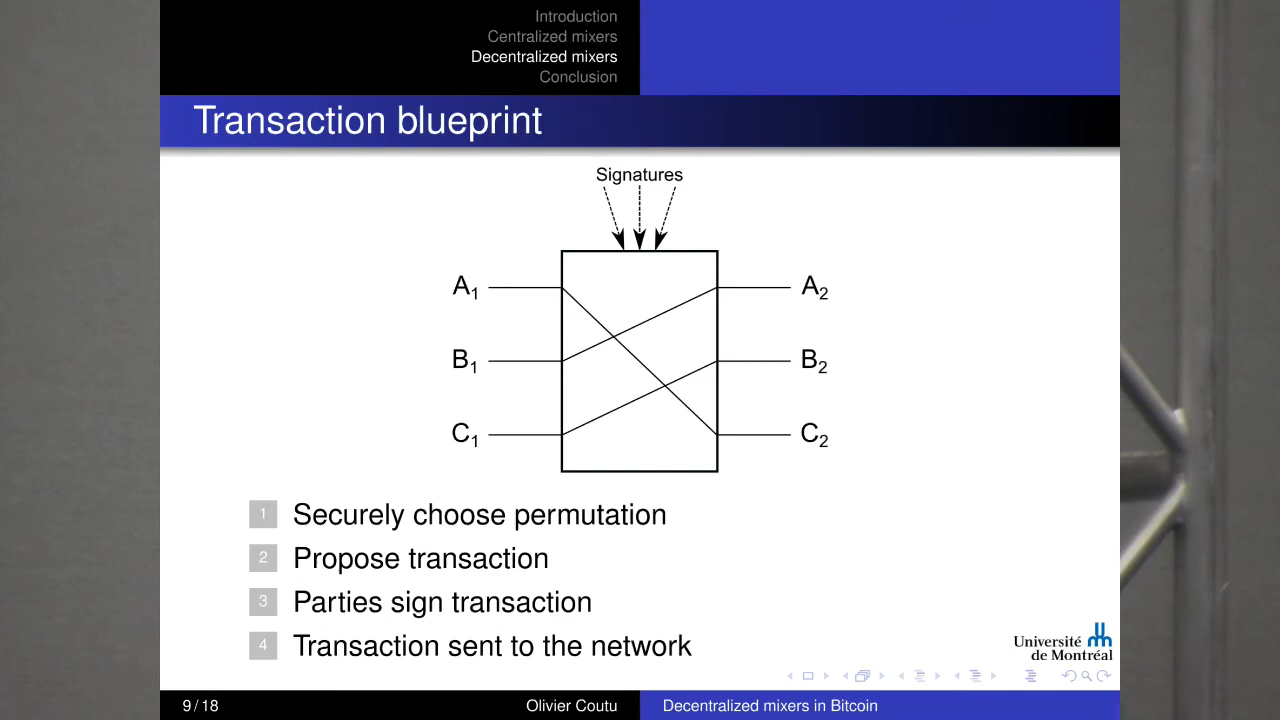 Introduction
Centralized mixers
Decentralized mixers
Conclusion
Transaction blueprint
Signatures
A1 A2
B1 B2
C1 C2
1 Securely choose permutation
2 Propose transaction
3 Parties sign transaction
4 Transaction sent to the network
Université
de Montréal
9 / 18 Olivier Coutu Decentralized mixers in Bitcoin